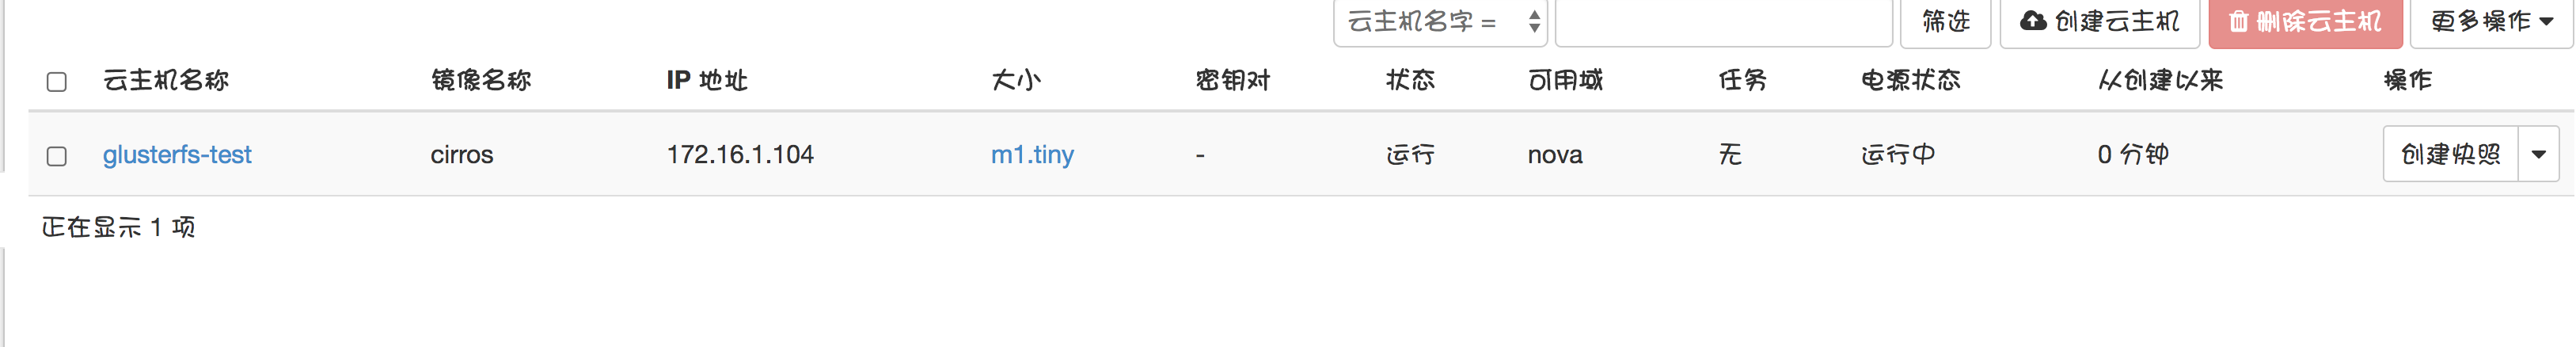 云主机名字 = 筛选 创建云主机 删除云主机 更多操作
云主机名称 镜像名称 IP 地址 大小 密钥对 状态 可用域 任务 电源状态 从创建以来 操作
glusterfs-test cirros 172.16.1.104 m1.tiny - 运行 nova 无 运行中 0 分钟 创建快照
正在显示 1 项